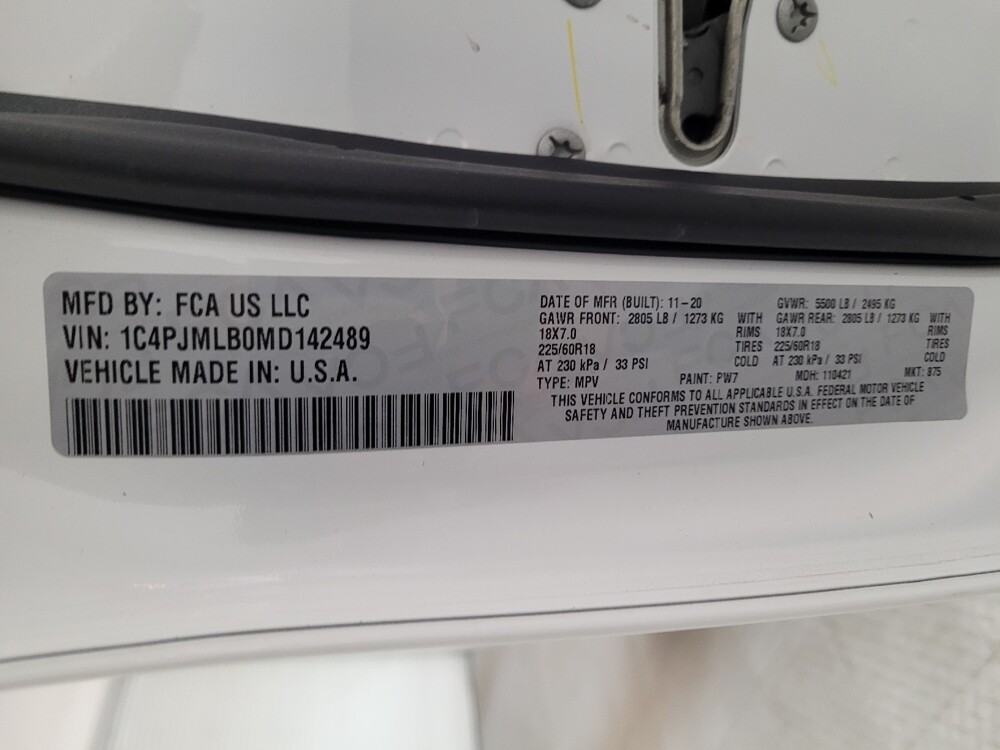 MFD BY: FCA US LLC
VIN: 1C4PJMLB0MD142489
VEHICLE MADE IN: U.S.A.
DATE OF MFR (BUILT): 11-20 GVWR: 5500 LB / 2495 KG
GAWR FRONT: 2805 LB / 1273 KG WITH GAWR REAR: 2805 LB / 1273 KG WITH
18X7.0 RIMS 18X7.0 RIMS
225/60R18 TIRES 225/60R18 TIRES
AT 230 kPa / 33 PSI COLD AT 230 kPa / 33 PSI COLD
TYPE: MPV PAINT: PW7 MDH: 110421 MKT: 875
THIS VEHICLE CONFORMS TO ALL APPLICABLE U.S.A. FEDERAL MOTOR VEHICLE
SAFETY AND THEFT PREVENTION STANDARDS IN EFFECT ON THE DATE OF
MANUFACTURE SHOWN ABOVE.